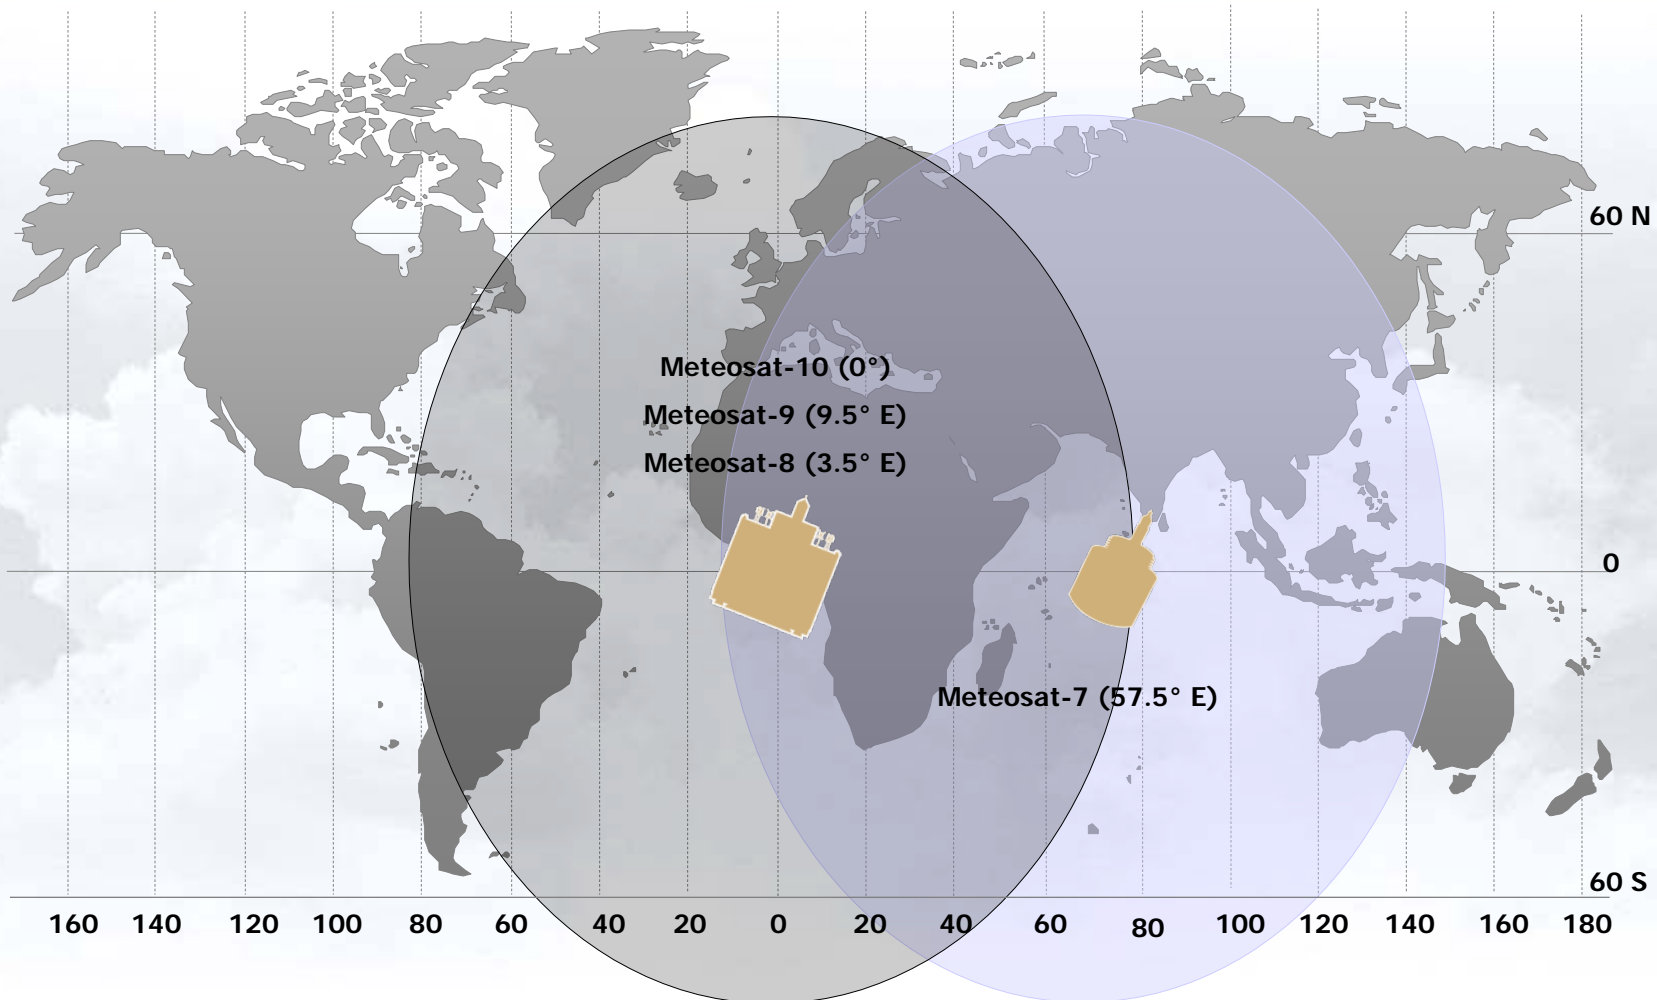 60 N
Meteosat-10 (0°)
Meteosat-9 (9.5° E)
Meteosat-8 (3.5° E)
0
Meteosat-7 (57.5° E)
60 S
160 140 120 100 80 60 40 20 0 20 40 60 80 100 120 140 160 180